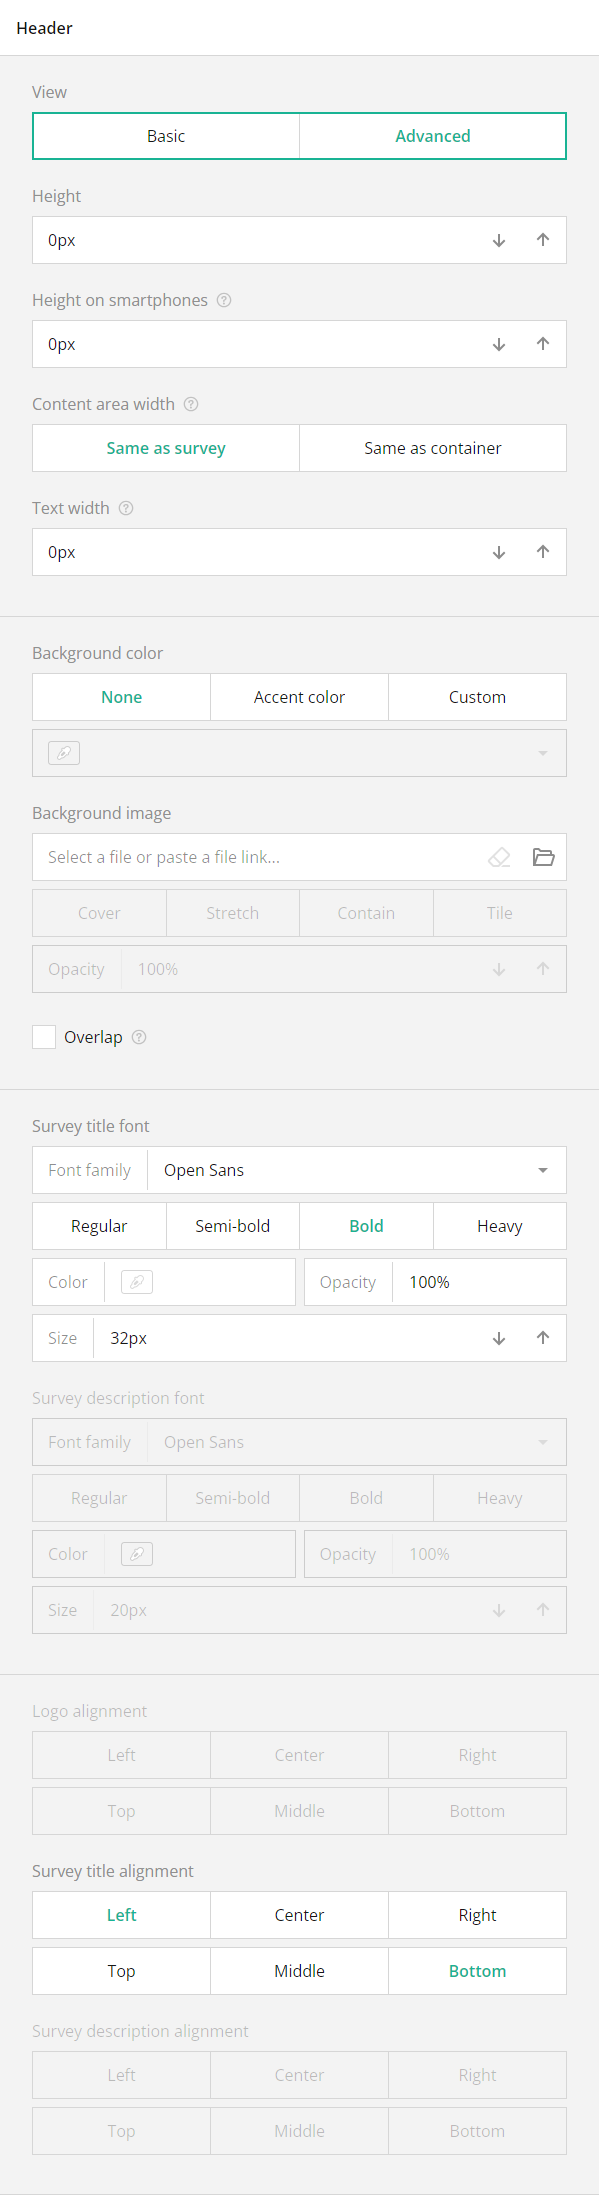 Header
View
Basic Advanced
Height
0px
Height on smartphones ?
0px
Content area width ?
Same as survey Same as container
Text width ?
0px
Background color
None Accent color Custom
Background image
Select a file or paste a file link...
Cover Stretch Contain Tile
Opacity 100%
Overlap ?
Survey title font
Font family Open Sans
Regular Semi-bold Bold Heavy
Color Opacity 100%
Size 32px
Survey description font
Font family Open Sans
Regular Semi-bold Bold Heavy
Color Opacity 100%
Size 20px
Logo alignment
Left Center Right
Top Middle Bottom
Survey title alignment
Left Center Right
Top Middle Bottom
Survey description alignment
Left Center Right
Top Middle Bottom